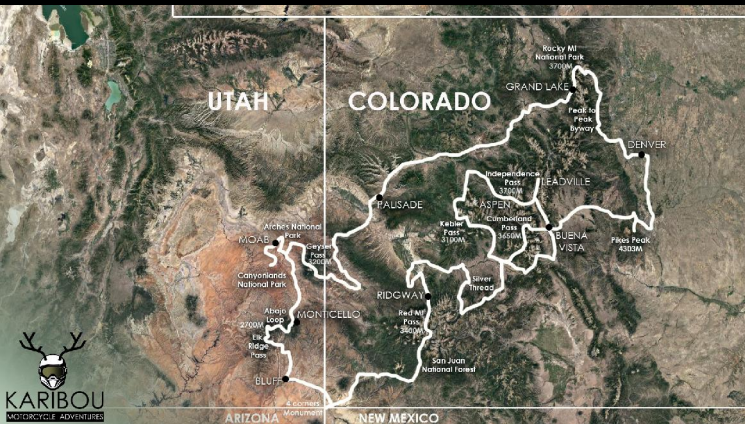 Rocky Mt
National Park
3700M
GRAND LAKE
UTAH
COLORADO
Peak to
Peak
Byway
DENVER
Independence
Pass
3700M
LEADVILLE
PALISADE
ASPEN
Cumberland
Pass
3650M
Kebler
Pass
3100M
Arches National
Park
MOAB
Geyser
Pass
3200M
BUENA
VISTA
Pikes Peak
4303M
Canyonlands
National Park
Silver
Thread
RIDGWAY
Abajo
Loop
2700M
MONTICELLO
Red Mt
Pass
3400M
Elk
Ridge
Pass
San Juan
National Forest
BLUFF
4 corners
Monument
KARIBOU
MOTORCYCLE ADVENTURES
ARIZONA
NEW MEXICO